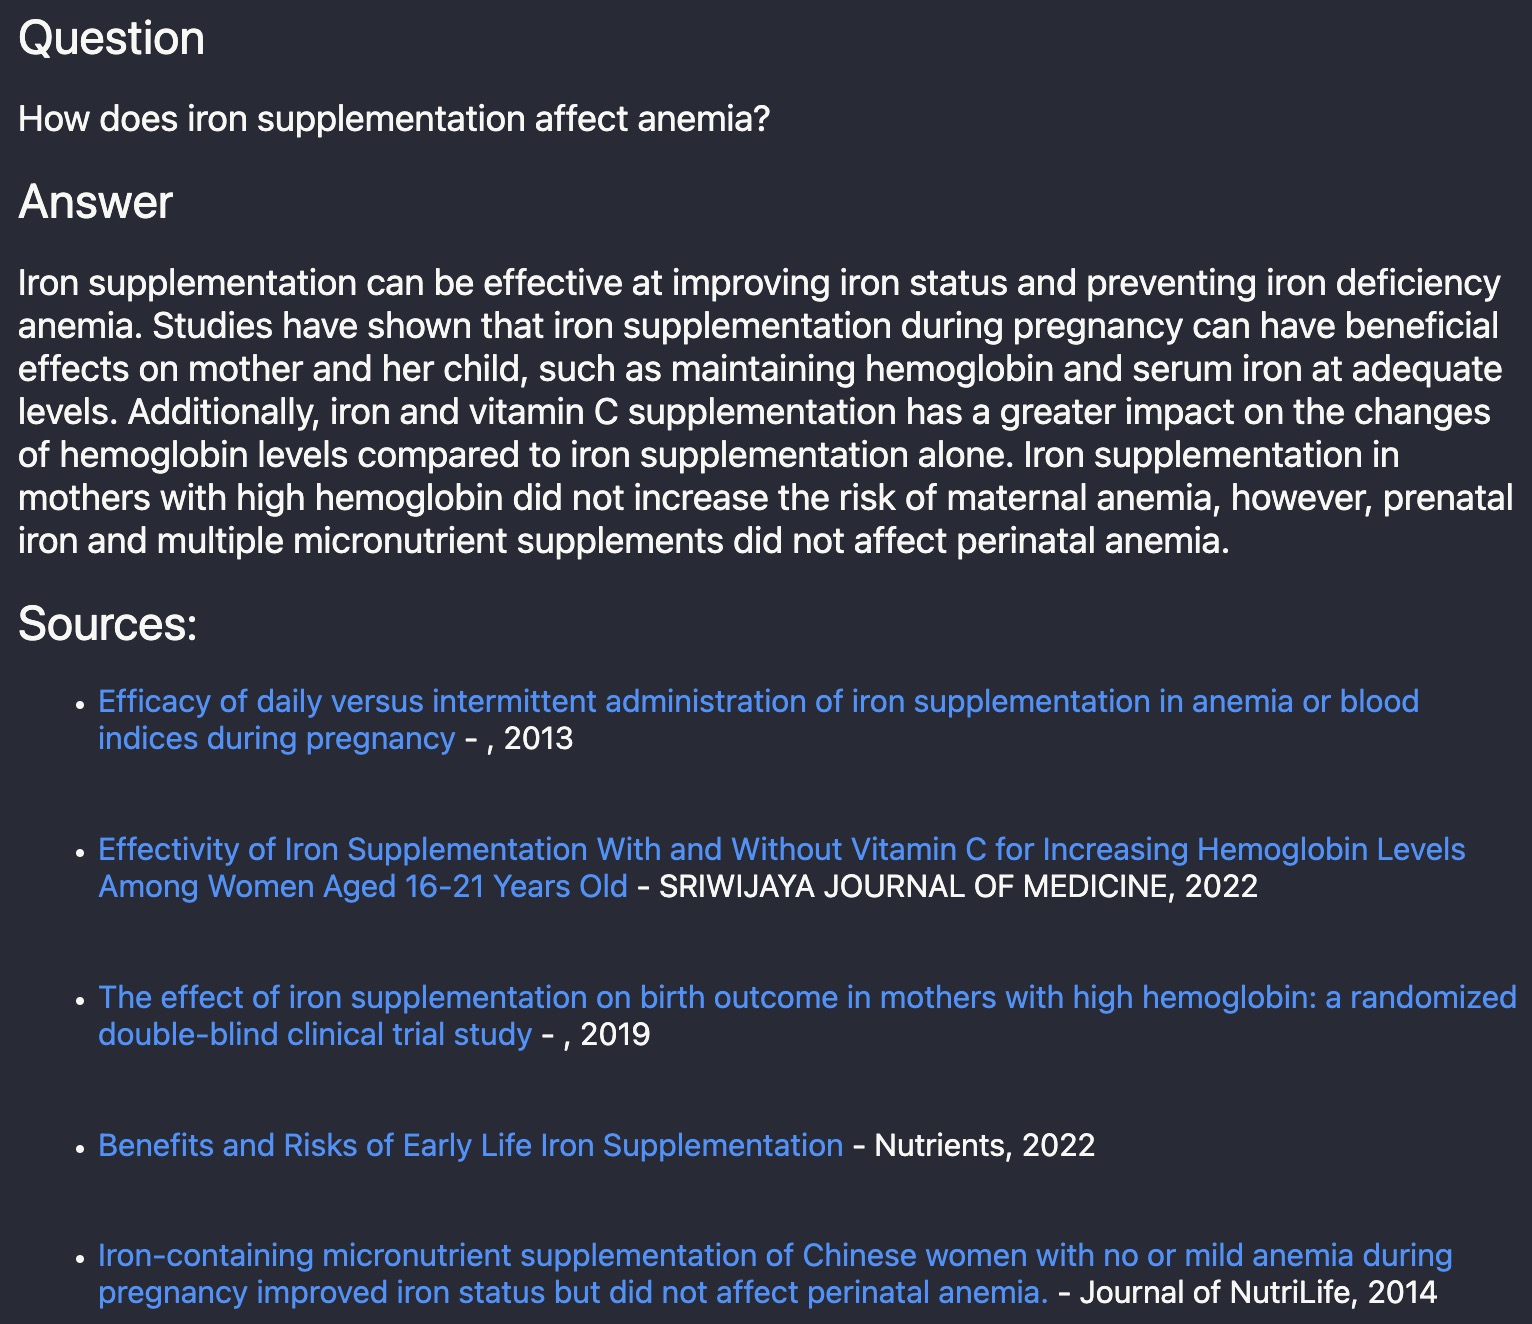 Question
How does iron supplementation affect anemia?
Answer
Iron supplementation can be effective at improving iron status and preventing iron deficiency
anemia. Studies have shown that iron supplementation during pregnancy can have beneficial
effects on mother and her child, such as maintaining hemoglobin and serum iron at adequate
levels. Additionally, iron and vitamin C supplementation has a greater impact on the changes
of hemoglobin levels compared to iron supplementation alone. Iron supplementation in
mothers with high hemoglobin did not increase the risk of maternal anemia, however, prenatal
iron and multiple micronutrient supplements did not affect perinatal anemia.
Sources:
• Efficacy of daily versus intermittent administration of iron supplementation in anemia or blood
indices during pregnancy - , 2013
• Effectivity of Iron Supplementation With and Without Vitamin C for Increasing Hemoglobin Levels
Among Women Aged 16-21 Years Old - SRIWIJAYA JOURNAL OF MEDICINE, 2022
• The effect of iron supplementation on birth outcome in mothers with high hemoglobin: a randomized
double-blind clinical trial study - , 2019
• Benefits and Risks of Early Life Iron Supplementation - Nutrients, 2022
• Iron-containing micronutrient supplementation of Chinese women with no or mild anemia during
pregnancy improved iron status but did not affect perinatal anemia. - Journal of NutriLife, 2014